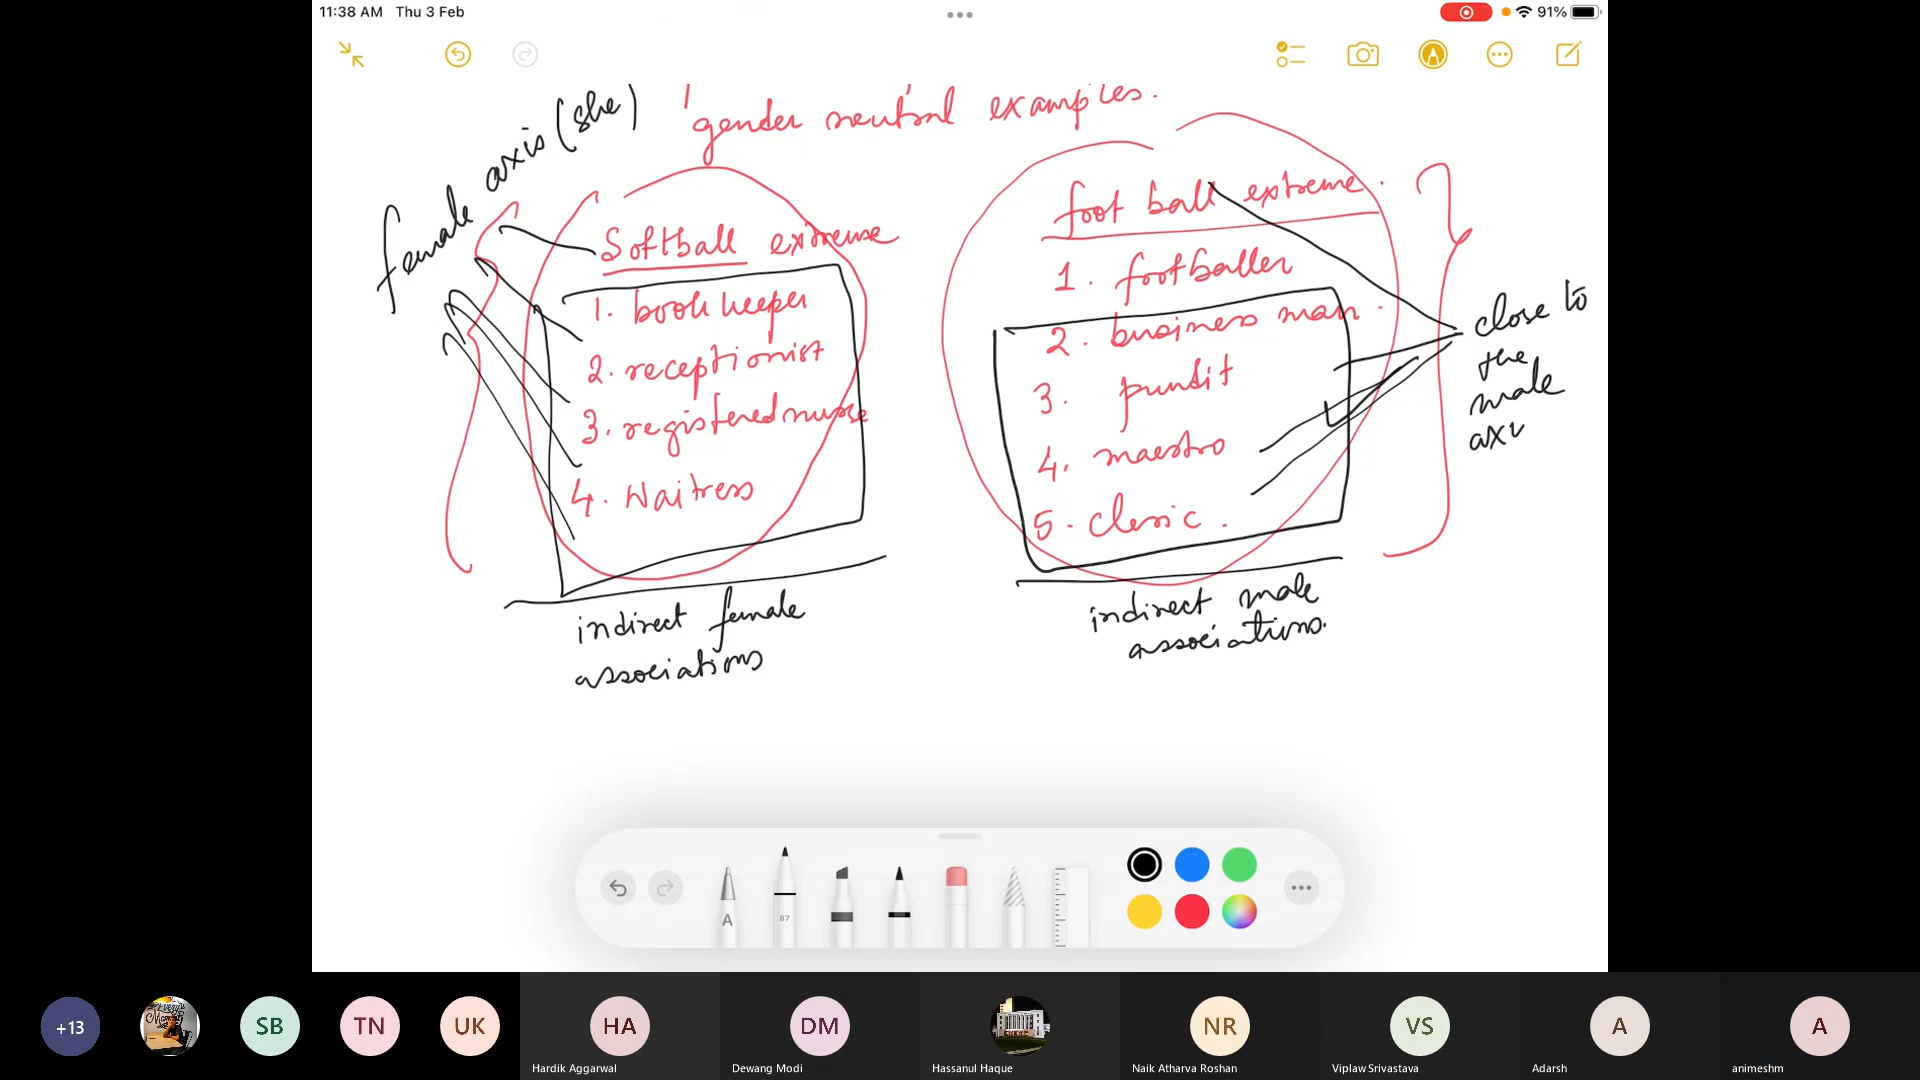 11:38 AM Thu 3 Feb
91%
female axis (she)
gender neutral examples.
Softball extreme
1. book keeper
2. receptionist
3. registered nurse
4. Waitress
indirect female
associations
foot ball extreme.
1. footballer
2. business man.
3. pundit
4. maestro
5. cleric.
indirect male
associations.
close to
the
male
axi
A
87
+13
SB
TN
UK
HA
DM
NR
VS
A
A
Hardik Aggarwal
Dewang Modi
Hassanul Haque
Naik Atharva Roshan
Viplaw Srivastava
Adarsh
animeshm